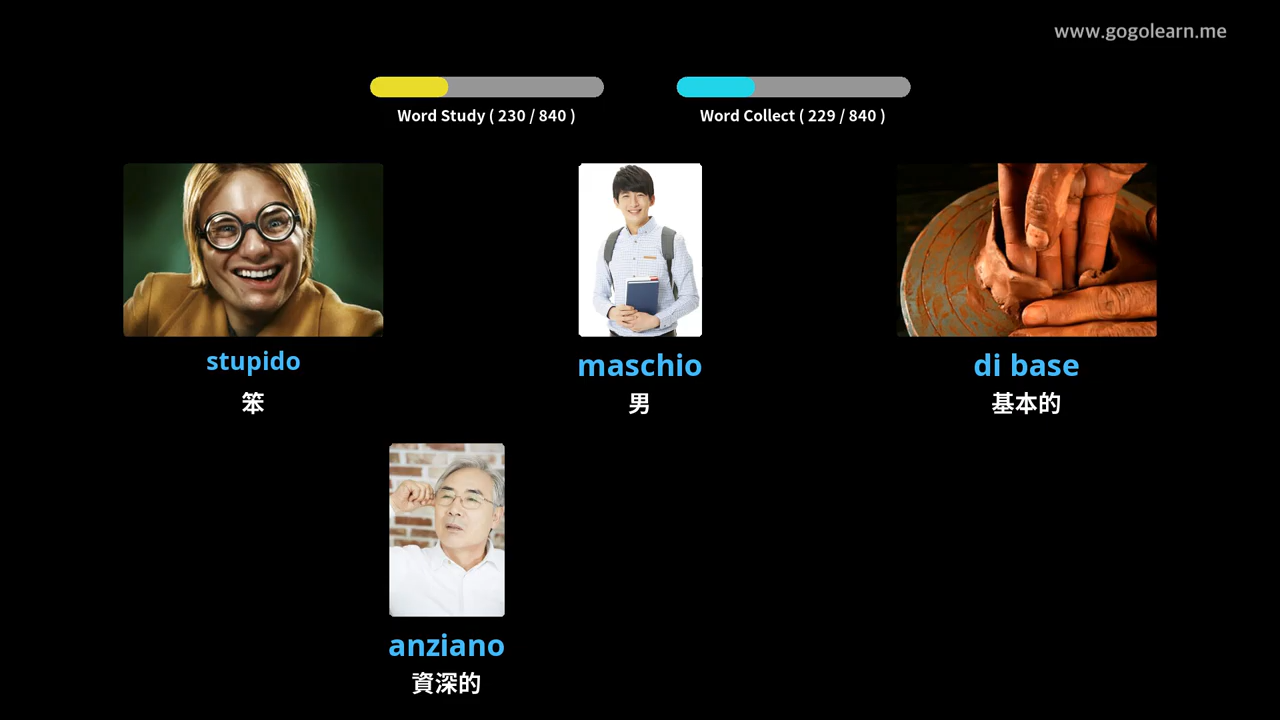 www.gogolearn.me
Word Study ( 230 / 840 )
Word Collect ( 229 / 840 )
stupido
笨
maschio
男
di base
基本的
anziano
資深的